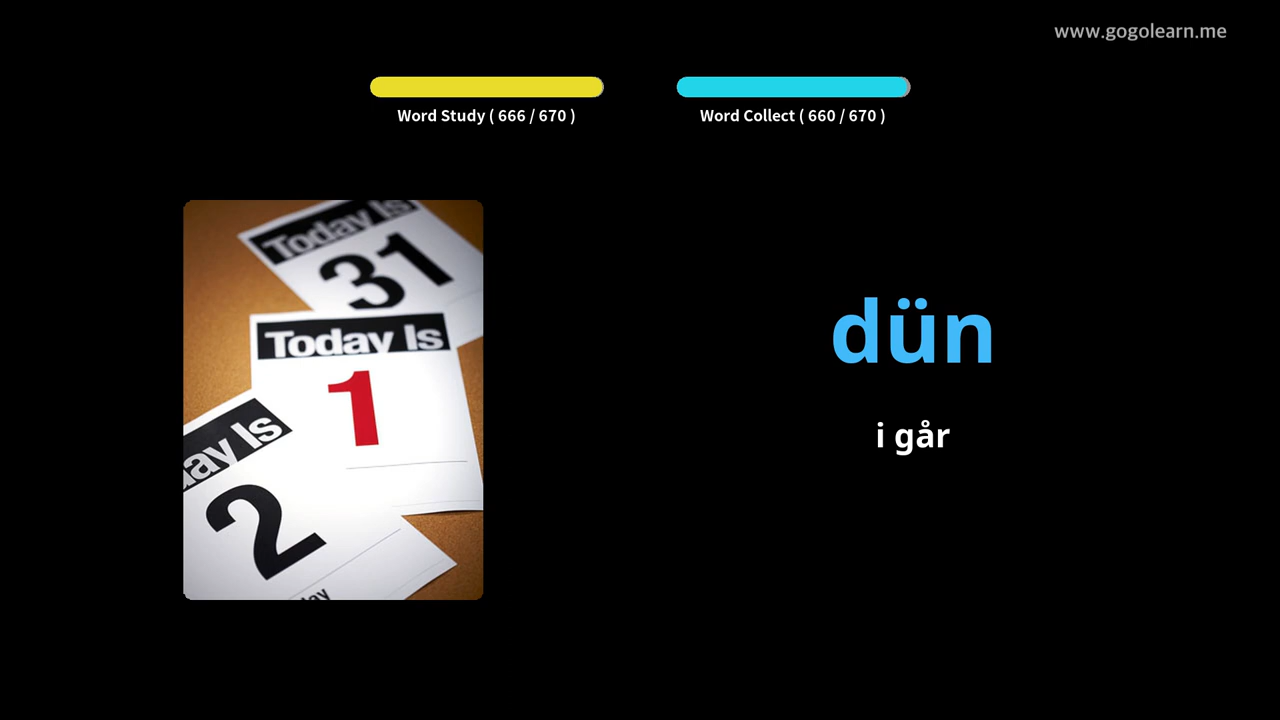 www.gogolearn.me
Word Study ( 666 / 670 )
Word Collect ( 660 / 670 )
Today Is
31
Today Is
1
ay Is
2
ay
dün
i går